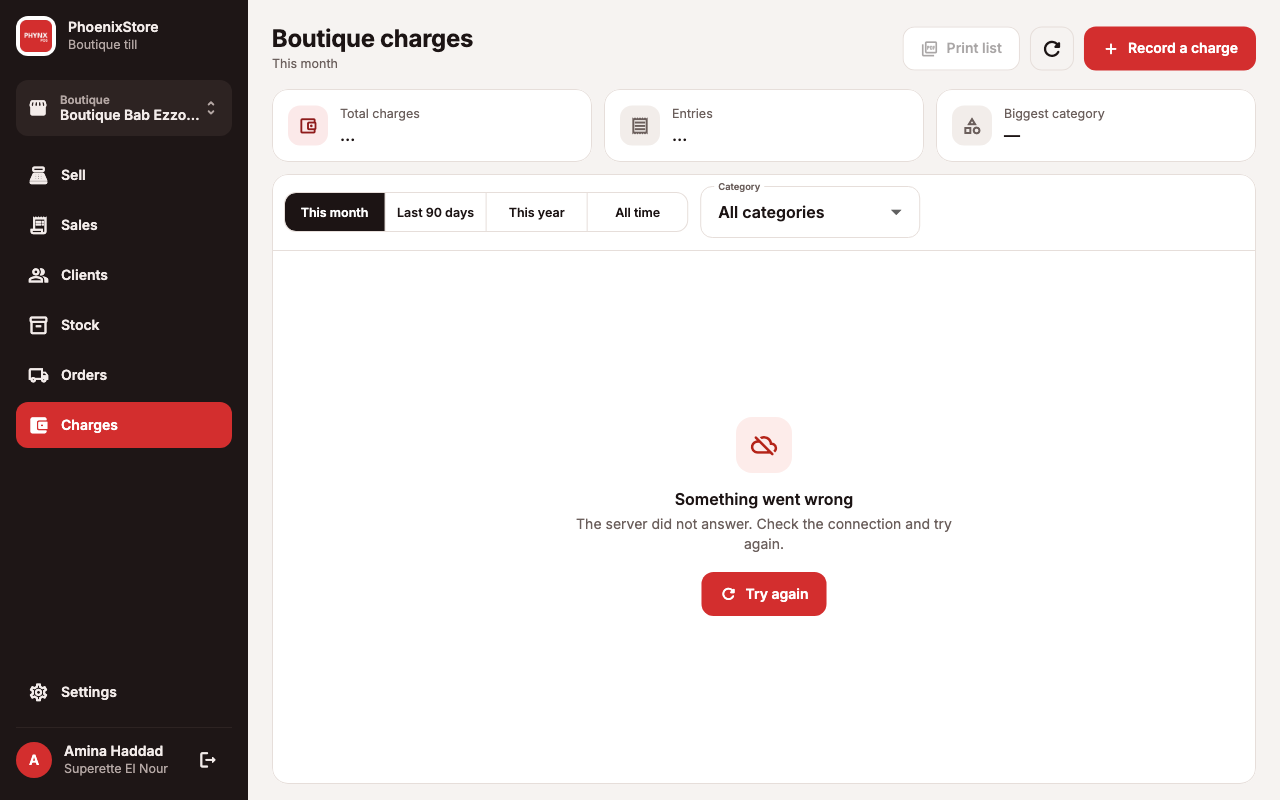 PHYNX
POS
PhoenixStore
Boutique till
Boutique
Boutique Bab Ezzo...
Sell
Sales
Clients
Stock
Orders
Charges
Settings
A
Amina Haddad
Superette El Nour
Boutique charges
This month
Print list
Record a charge
Total charges
...
Entries
...
Biggest category
—
This month
Last 90 days
This year
All time
Category
All categories
Something went wrong
The server did not answer. Check the connection and try
again.
Try again